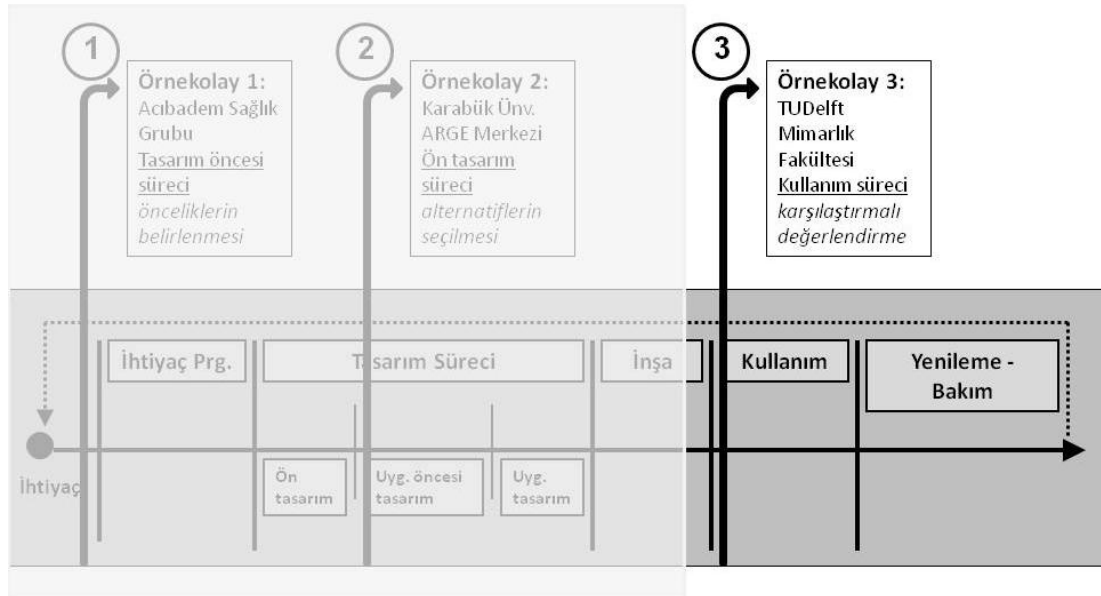 1
Örnekolay 1:
Acıbadem Sağlık
Grubu
Tasarım öncesi
süreci
önceliklerin
belirlenmesi
2
Örnekolay 2:
Karabük Ünv.
ARGE Merkezi
Ön tasarım
süreci
alternatiflerin
seçilmesi
3
Örnekolay 3:
TUDelft
Mimarlık
Fakültesi
Kullanım süreci
karşılaştırmalı
değerlendirme
İhtiyaç Prg.
Tasarım Süreci
İnşa
Kullanım
Yenileme -
Bakım
İhtiyaç
Ön
tasarım
Uyg. öncesi
tasarım
Uyg.
tasarım